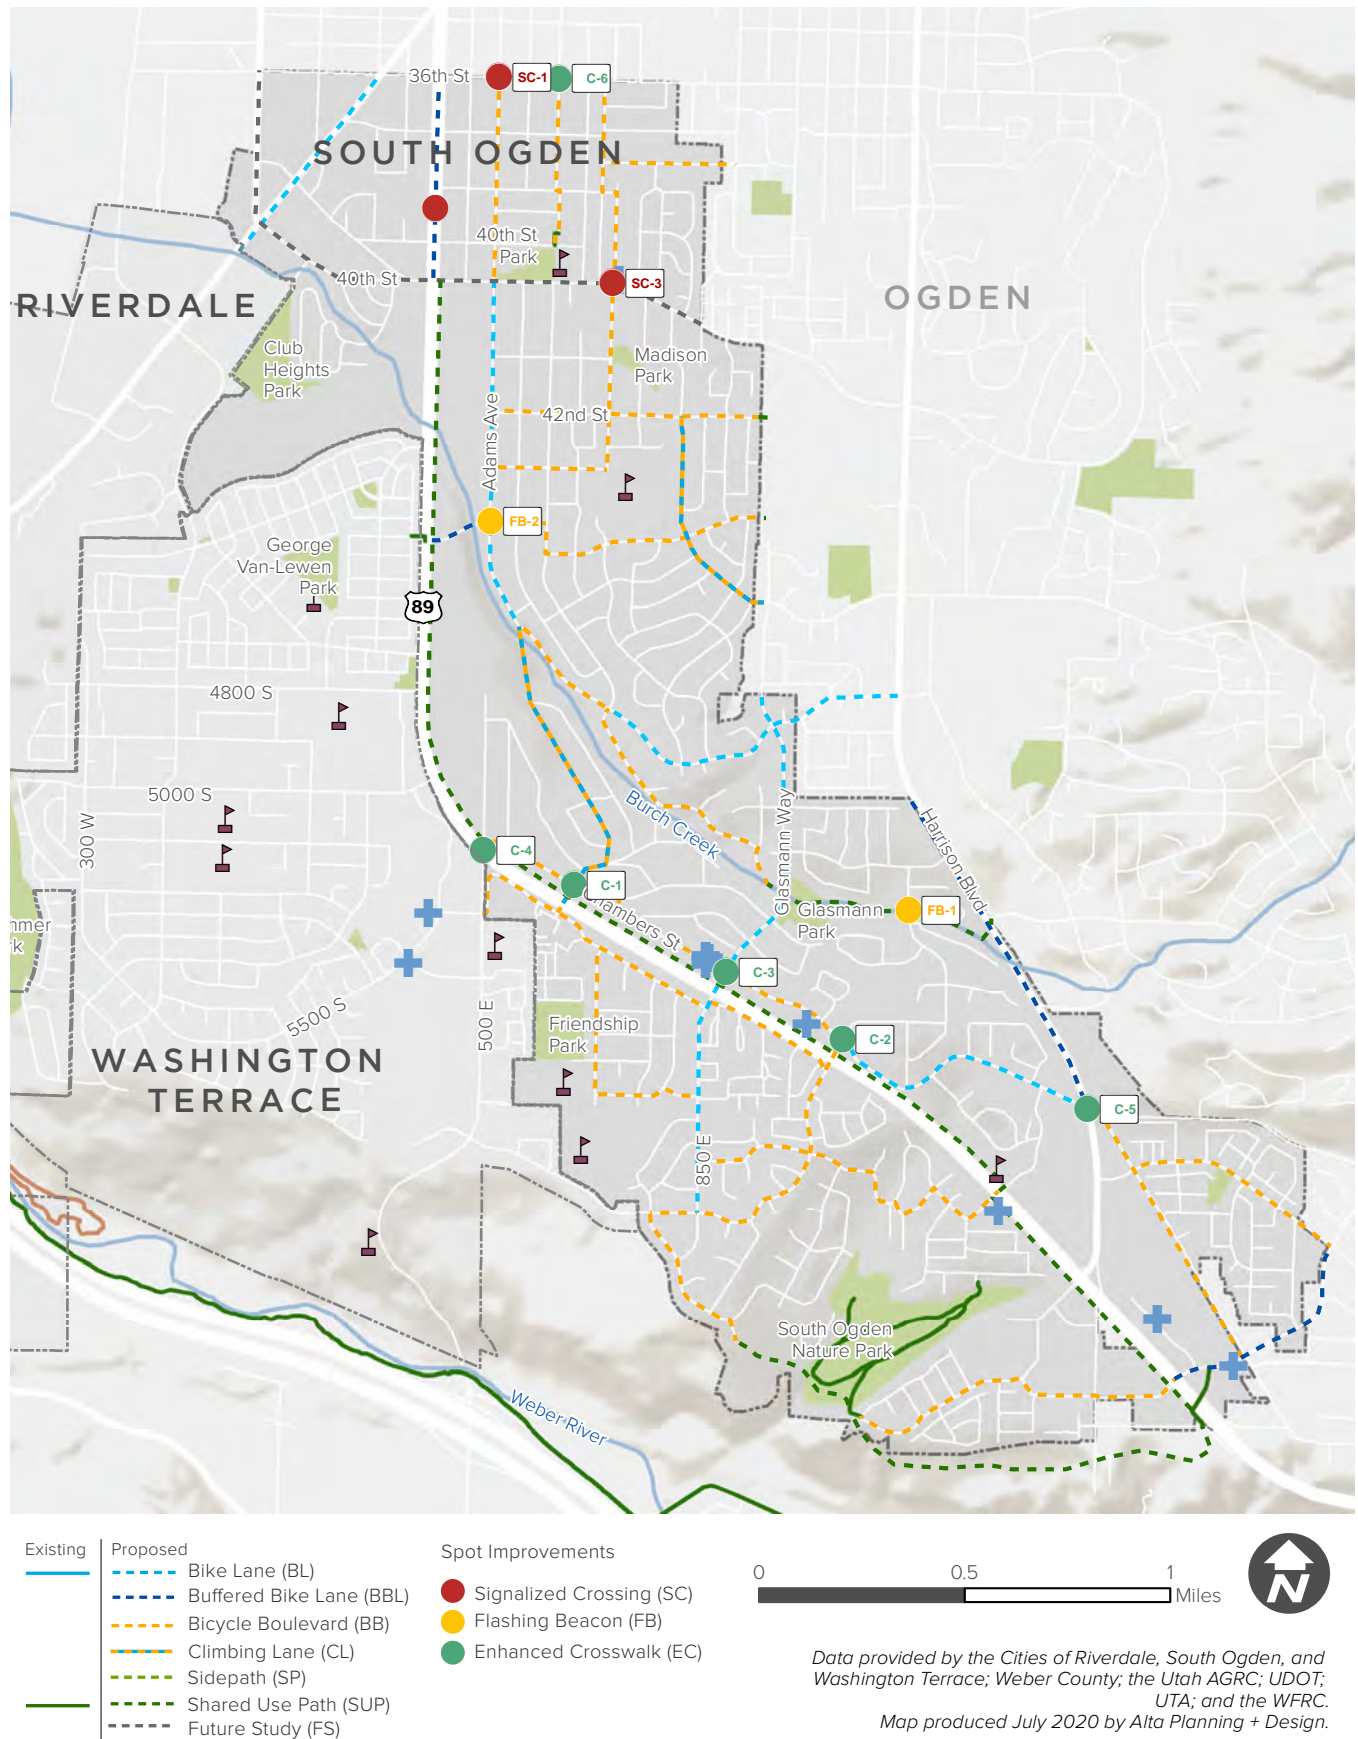 36th St
SC-1
C-6
SOUTH OGDEN
40th St
Park
40th St
SC-3
RIVERDALE
OGDEN
Club
Heights
Park
Madison
Park
Adams Ave
42nd St
FB-2
George
Van-Lewen
Park
89
4800 S
5000 S
300 W
Burch Creek
Glasmann Way
Harrison Blvd
C-4
C-1
Chambers St
Glasmann
Park
FB-1
C-3
C-2
5500 S
500 E
Friendship
Park
WASHINGTON
TERRACE
C-5
850 E
South Ogden
Nature Park
Weber River
Existing
Proposed
Bike Lane (BL)
Buffered Bike Lane (BBL)
Bicycle Boulevard (BB)
Climbing Lane (CL)
Sidepath (SP)
Shared Use Path (SUP)
Future Study (FS)
Spot Improvements
Signalized Crossing (SC)
Flashing Beacon (FB)
Enhanced Crosswalk (EC)
0 0.5 1
Miles
N
Data provided by the Cities of Riverdale, South Ogden, and
Washington Terrace; Weber County; the Utah AGRC; UDOT;
UTA; and the WFRC.
Map produced July 2020 by Alta Planning + Design.